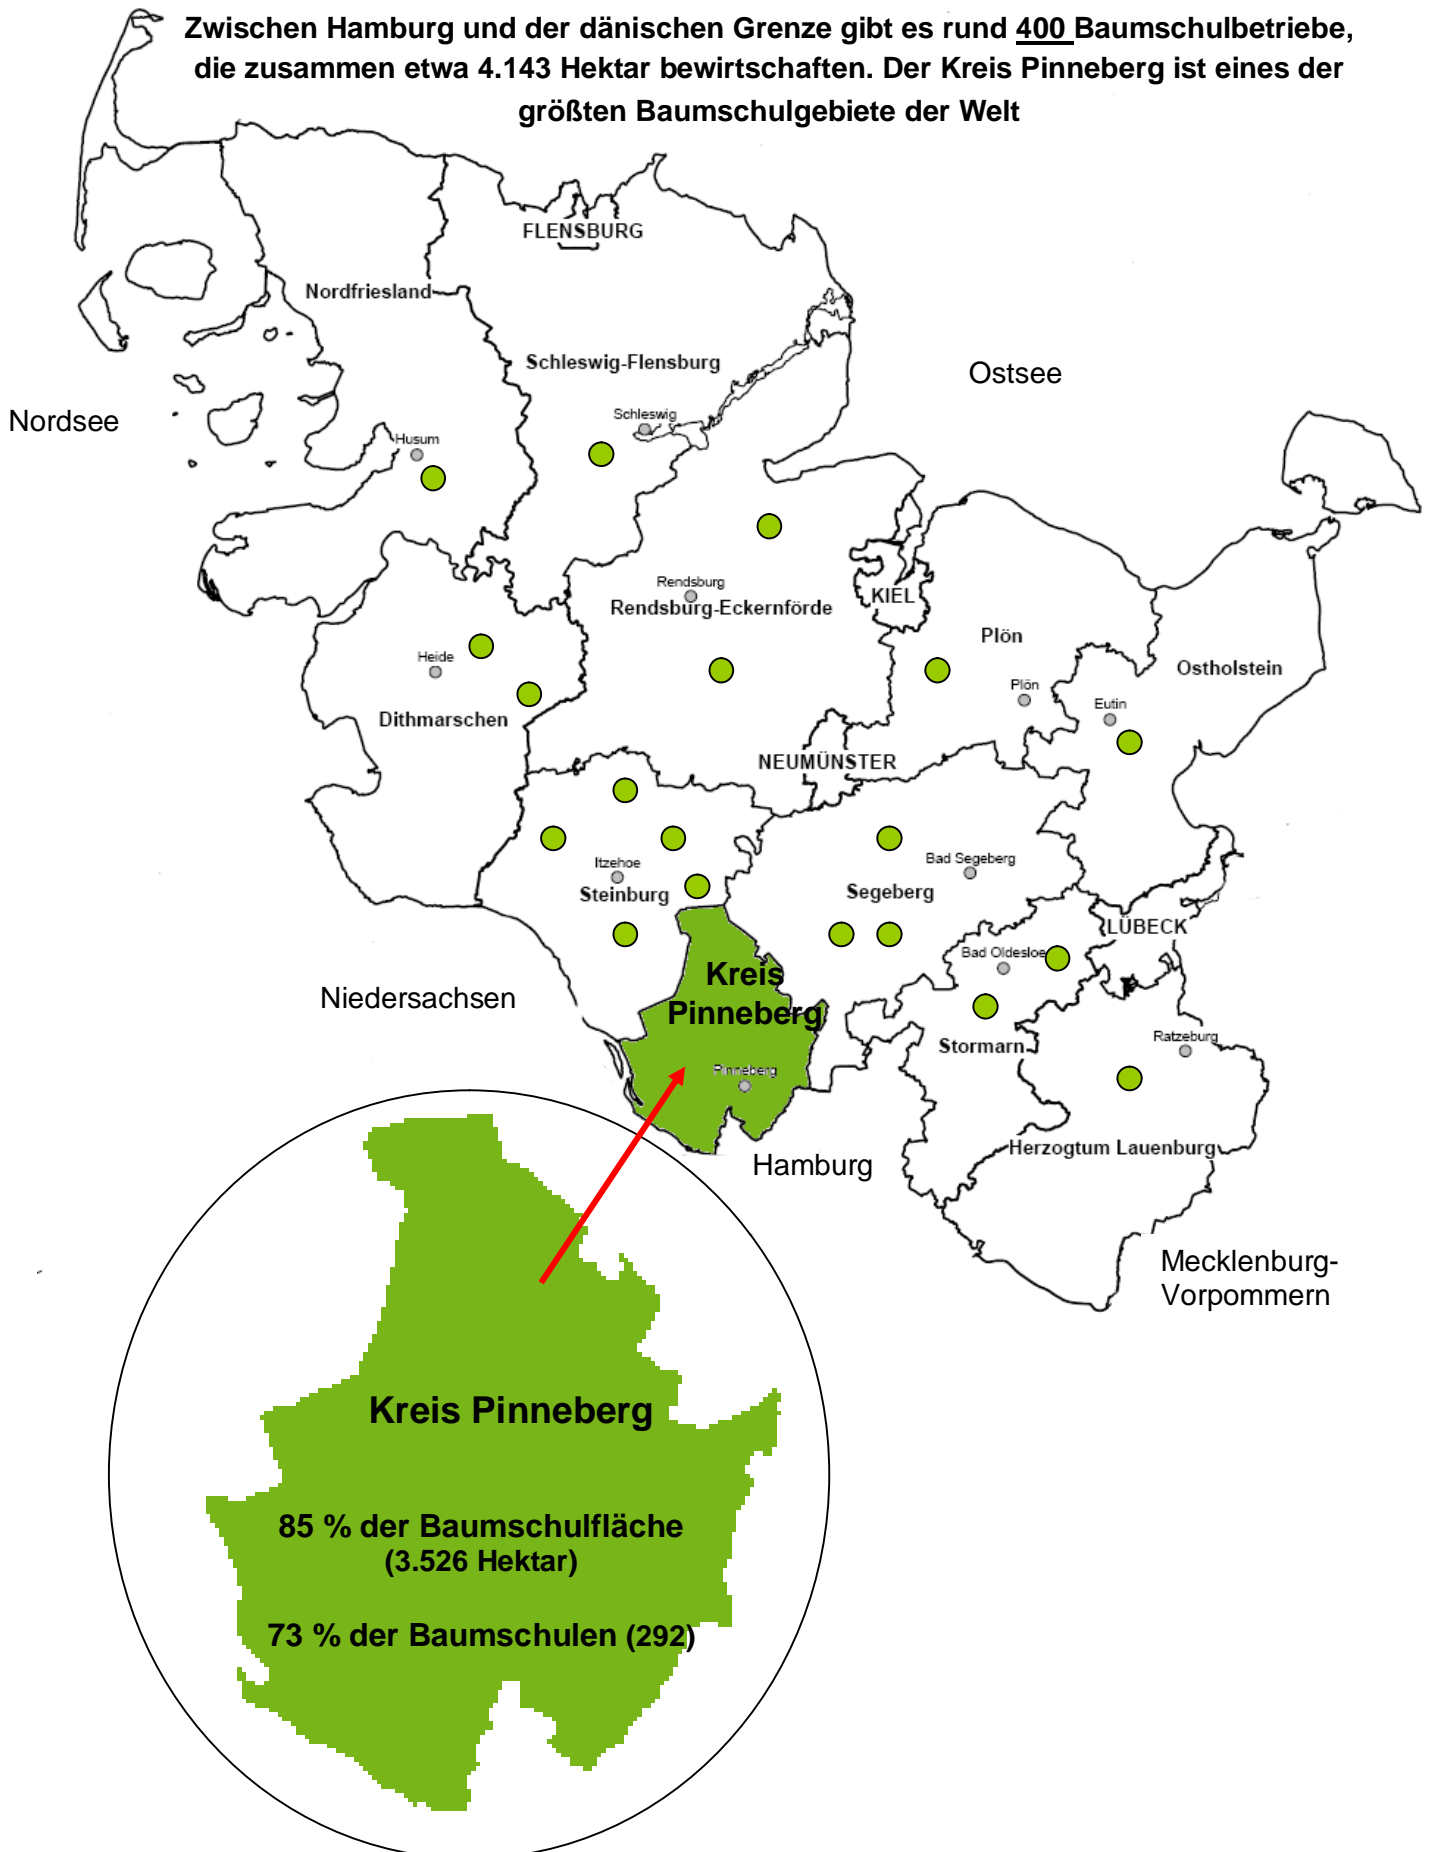 Zwischen Hamburg und der dänischen Grenze gibt es rund 400 Baumschulbetriebe,
die zusammen etwa 4.143 Hektar bewirtschaften. Der Kreis Pinneberg ist eines der
größten Baumschulgebiete der Welt
FLENSBURG
Nordfriesland
Schleswig-Flensburg
Ostsee
Nordsee
Schleswig
Husum
Rendsburg
Rendsburg-Eckernförde
KIEL
Plön
Heide
Ostholstein
Plön
Eutin
Dithmarschen
NEUMÜNSTER
Itzehoe
Steinburg
Bad Segeberg
Segeberg
LÜBECK
Bad Oldesloe
Kreis
Pinneberg
Niedersachsen
Stormarn
Ratzeburg
Pinneberg
Herzogtum Lauenburg
Hamburg
Mecklenburg-
Vorpommern
Kreis Pinneberg
85 % der Baumschulfläche
(3.526 Hektar)
73 % der Baumschulen (292)